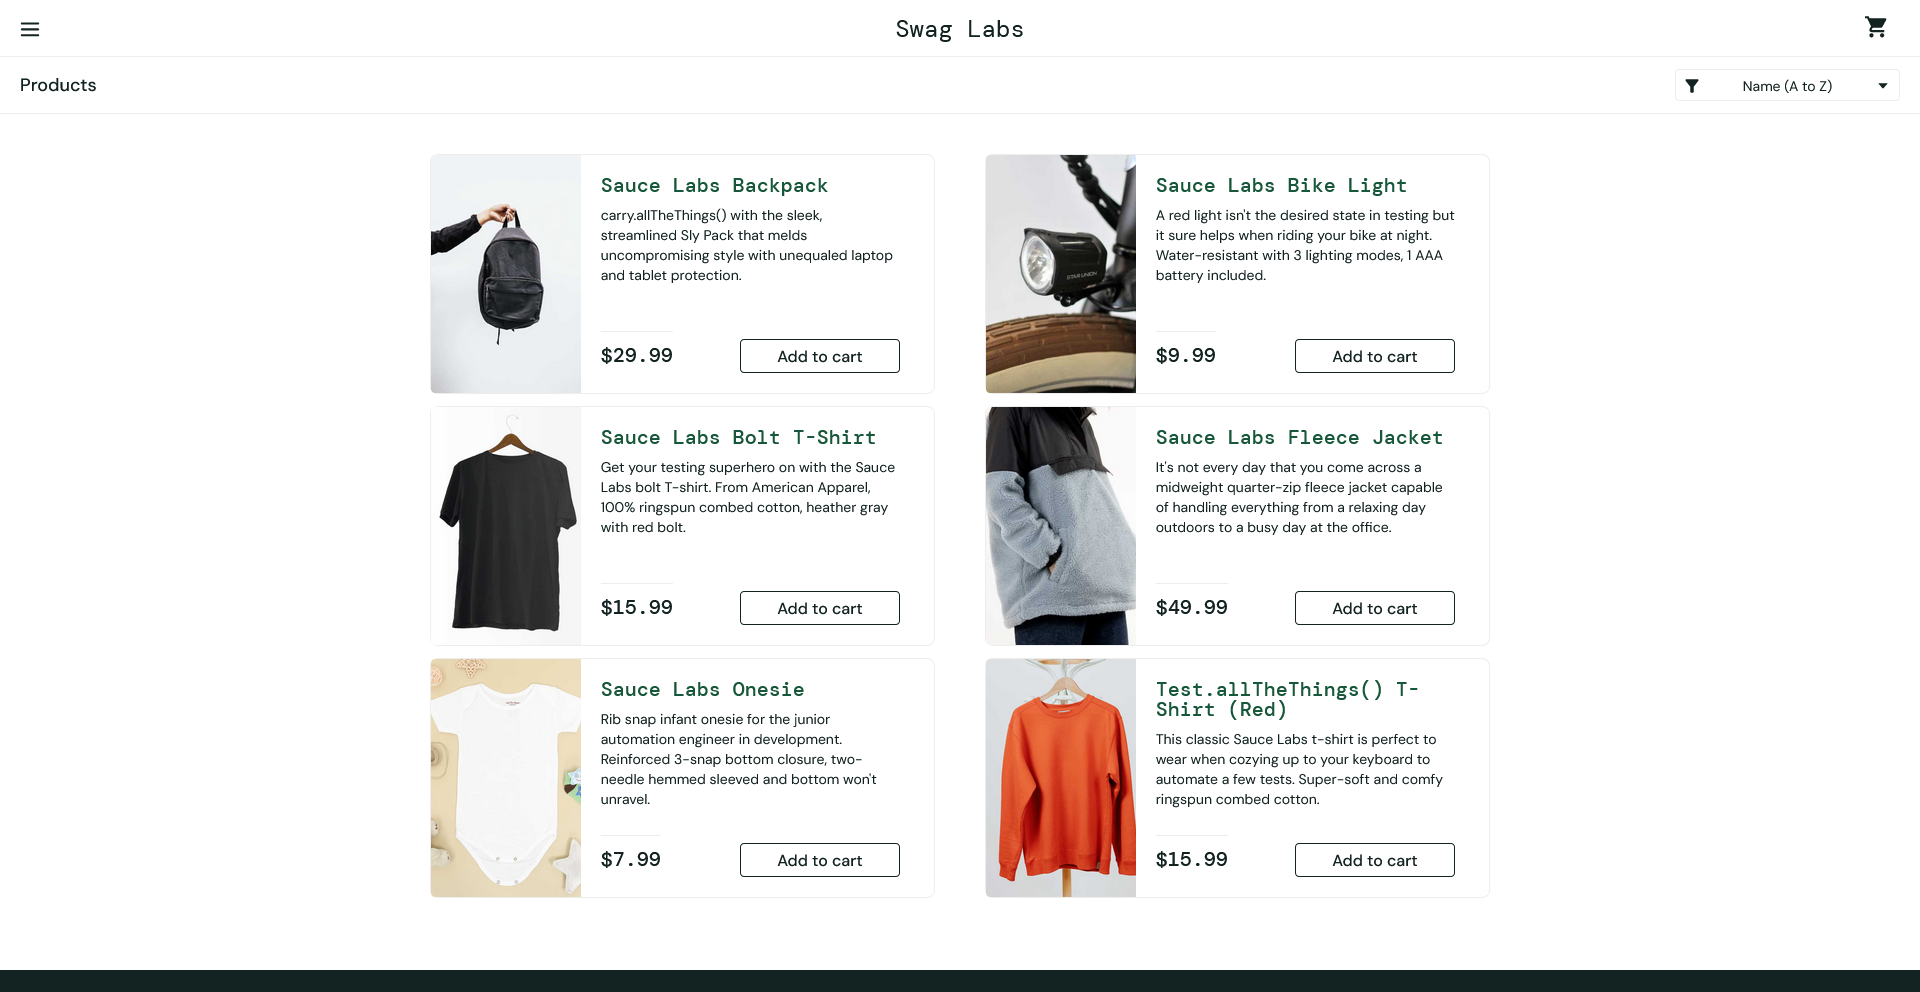 Swag Labs
Products
Name (A to Z)
Sauce Labs Backpack
carry.allTheThings() with the sleek,
streamlined Sly Pack that melds
uncompromising style with unequaled laptop
and tablet protection.
$29.99
Add to cart
Sauce Labs Bike Light
A red light isn't the desired state in testing but
it sure helps when riding your bike at night.
Water-resistant with 3 lighting modes, 1 AAA
battery included.
$9.99
Add to cart
STAR UNION
Sauce Labs Bolt T-Shirt
Get your testing superhero on with the Sauce
Labs bolt T-shirt. From American Apparel,
100% ringspun combed cotton, heather gray
with red bolt.
$15.99
Add to cart
Sauce Labs Fleece Jacket
It's not every day that you come across a
midweight quarter-zip fleece jacket capable
of handling everything from a relaxing day
outdoors to a busy day at the office.
$49.99
Add to cart
Sauce Labs Onesie
Rib snap infant onesie for the junior
automation engineer in development.
Reinforced 3-snap bottom closure, two-
needle hemmed sleeved and bottom won't
unravel.
$7.99
Add to cart
Test.allTheThings() T-
Shirt (Red)
This classic Sauce Labs t-shirt is perfect to
wear when cozying up to your keyboard to
automate a few tests. Super-soft and comfy
ringspun combed cotton.
$15.99
Add to cart